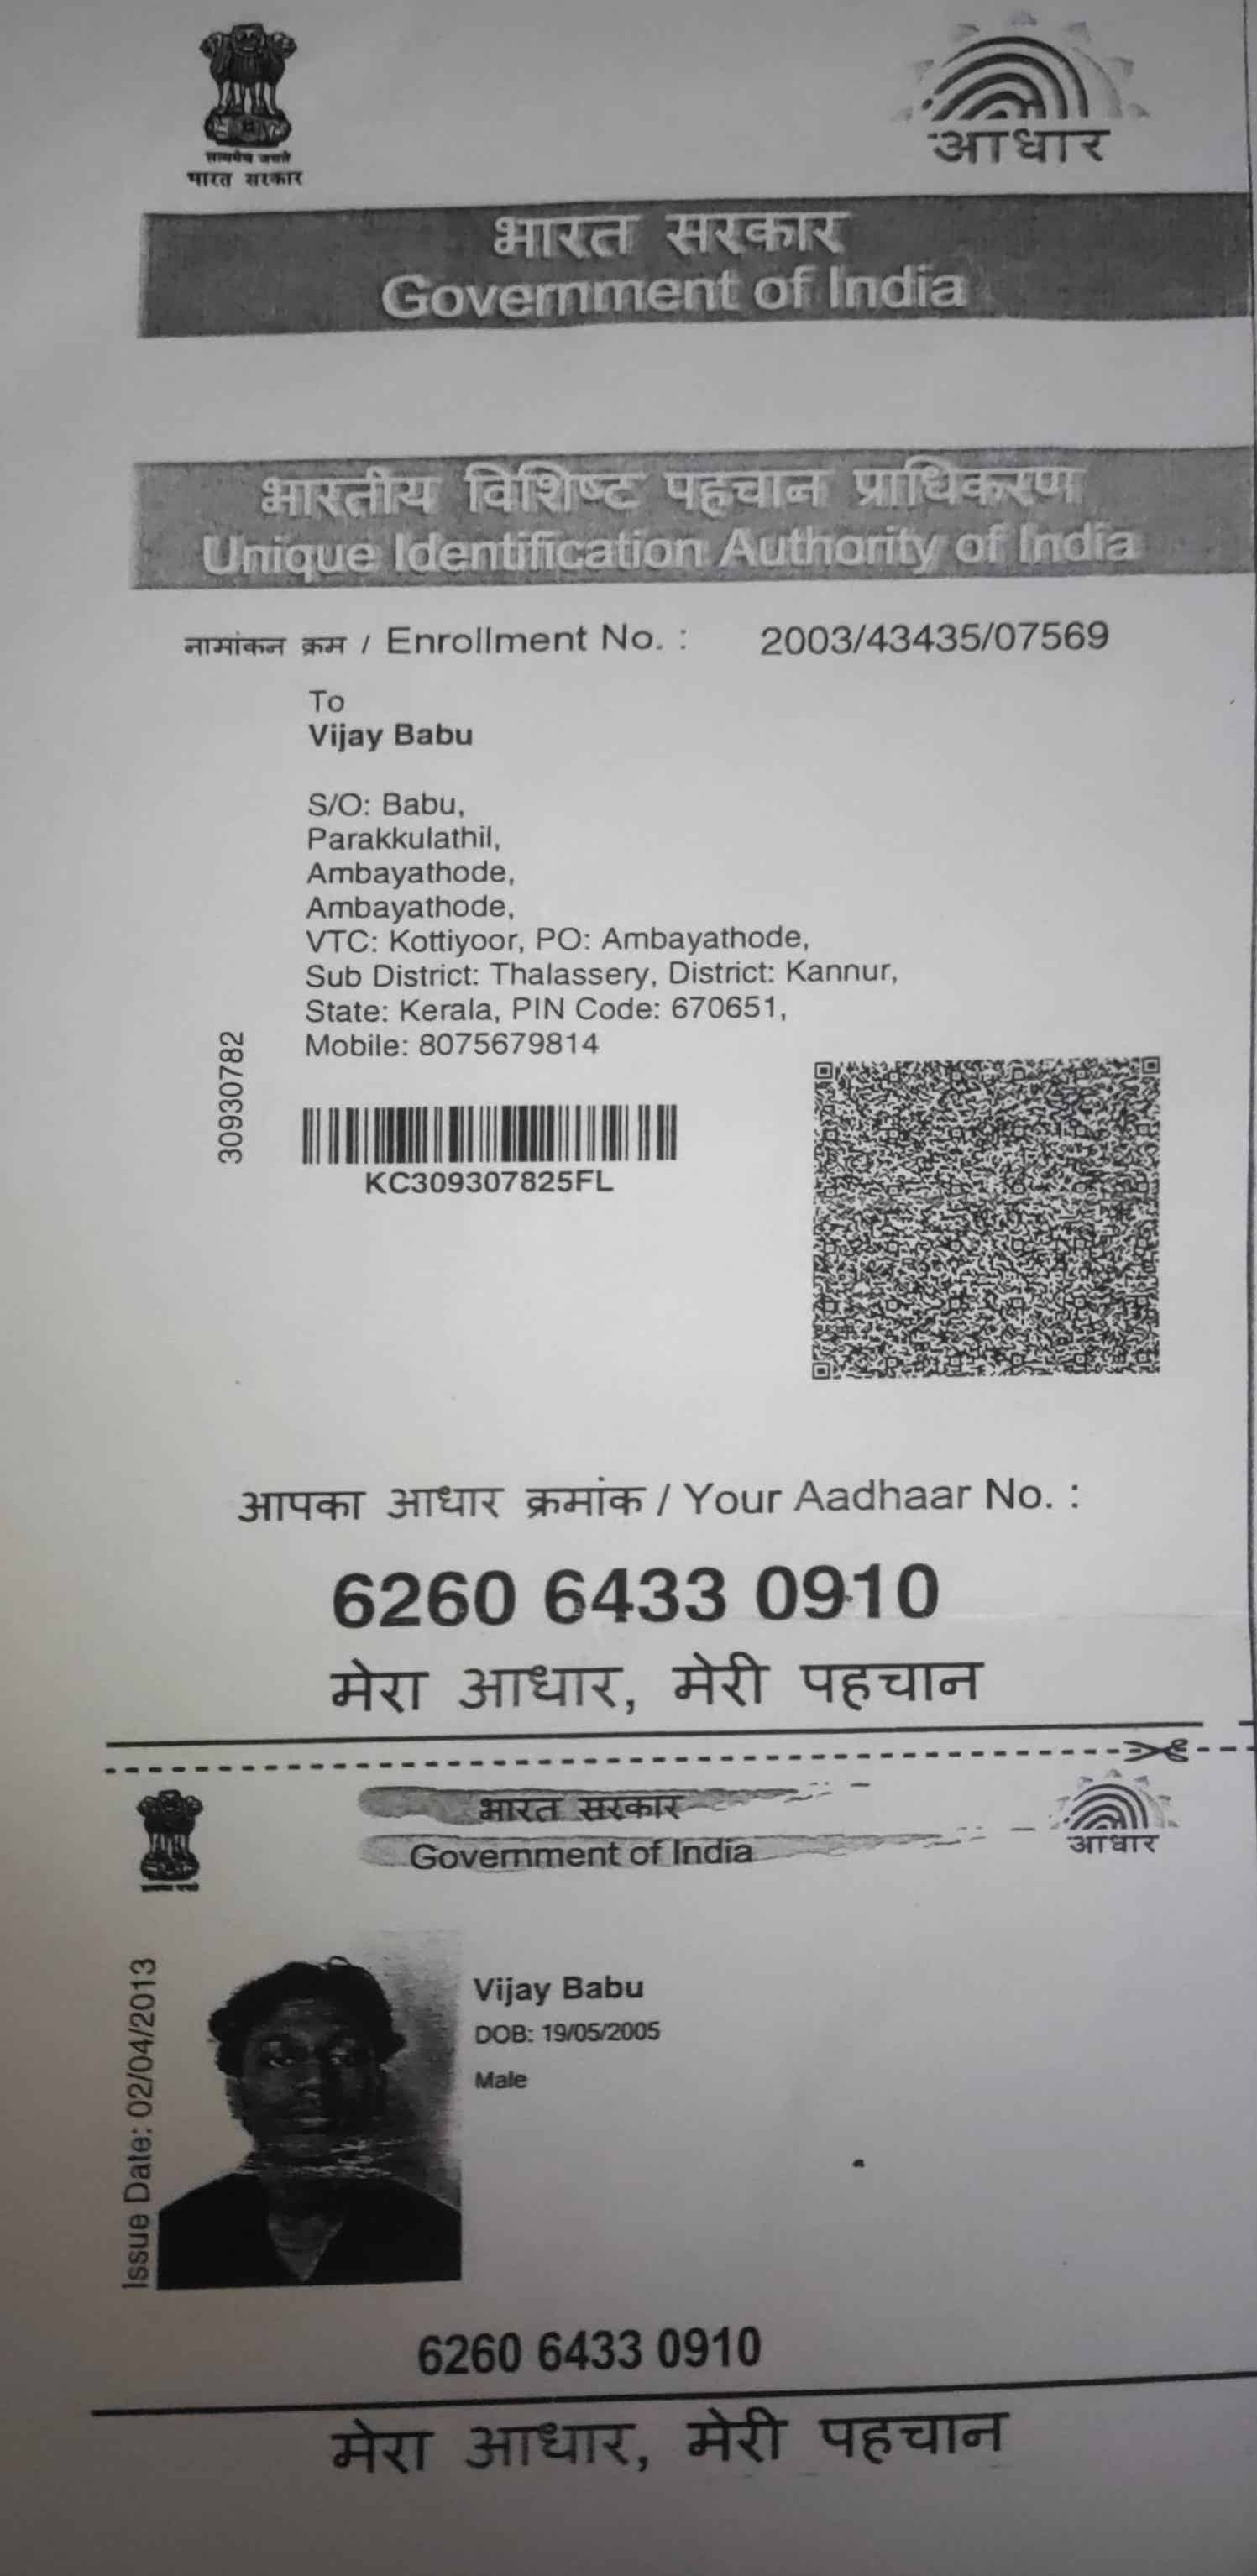 सत्यमेव जयते
भारत सरकार
आधार
भारत सरकार
Government of India
भारतीय विशिष्ट पहचान प्राधिकरण
Unique Identification Authority of India
नामांकन क्रम / Enrollment No. : 2003/43435/07569
To
Vijay Babu
S/O: Babu,
Parakkulathil,
Ambayathode,
Ambayathode,
VTC: Kottiyoor, PO: Ambayathode,
Sub District: Thalassery, District: Kannur,
State: Kerala, PIN Code: 670651,
Mobile: 8075679814
30930782
KC309307825FL
आपका आधार क्रमांक / Your Aadhaar No. :
6260 6433 0910
मेरा आधार, मेरी पहचान
भारत सरकार
Government of India
आधार
Issue Date: 02/04/2013
Vijay Babu
DOB: 19/05/2005
Male
6260 6433 0910
मेरा आधार, मेरी पहचान